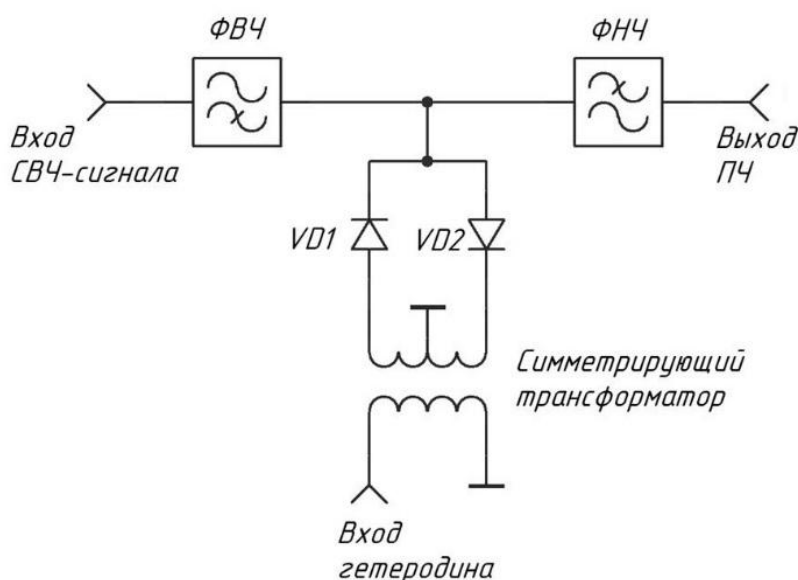 ФВЧ
ФНЧ
Вход
СВЧ-сигнала
Выход
ПЧ
VD1
VD2
Симметрирующий
трансформатор
Вход
гетеродина